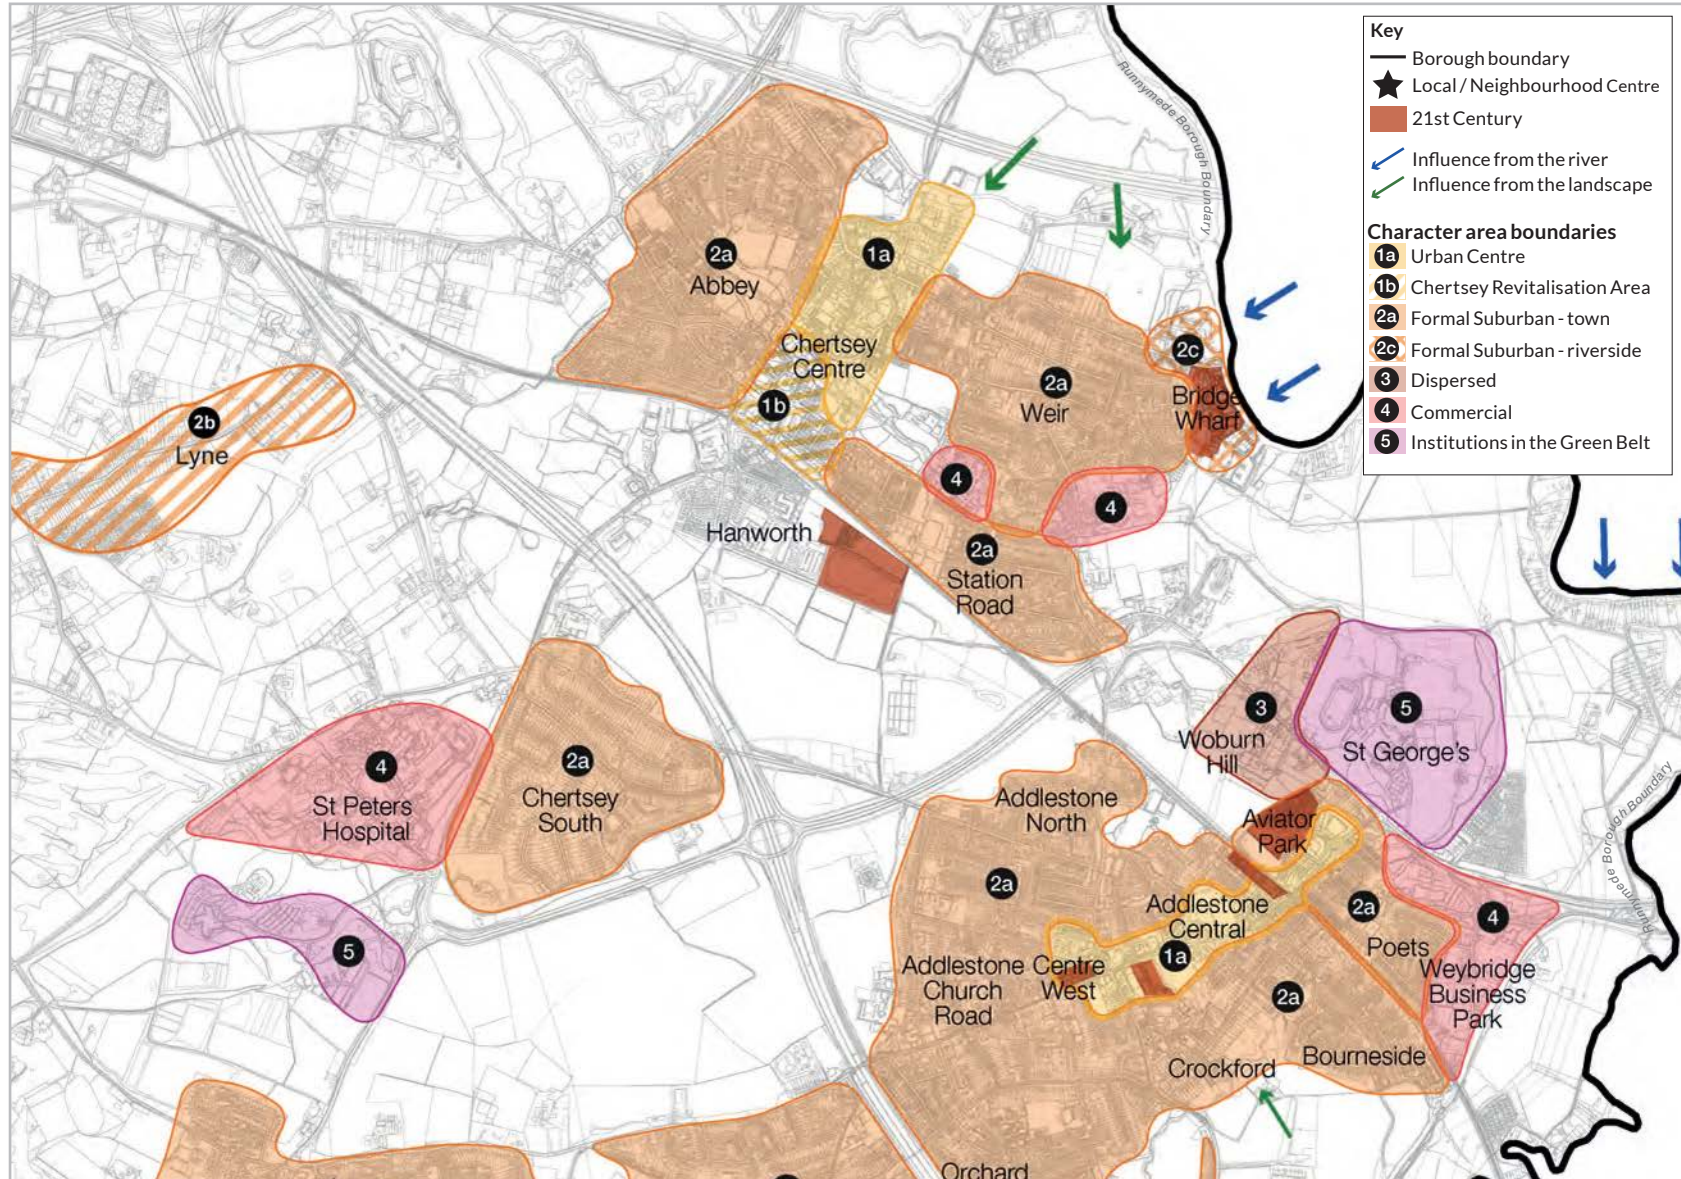 Key
Borough boundary
Local / Neighbourhood Centre
21st Century
Influence from the river
Influence from the landscape
Character area boundaries
1a Urban Centre
1b Chertsey Revitalisation Area
2a Formal Suburban - town
2c Formal Suburban - riverside
3 Dispersed
4 Commercial
5 Institutions in the Green Belt
Runnymede Borough Boundary
2a
Abbey
1a
Chertsey
Centre
1b
2a
Weir
2c
Bridge
Wharf
2b
Lyne
4
4
Hanworth
2a
Station
Road
3
Woburn
Hill
5
St George's
4
St Peters
Hospital
2a
Chertsey
South
5
Addlestone
North
Aviator
Park
2a
Addlestone
Central
1a
2a
Poets
4
Weybridge
Business
Park
Addlestone
Church
Road
Centre
West
2a
Crockford
Bourneside
Orchard
Runnymede Borough Boundary